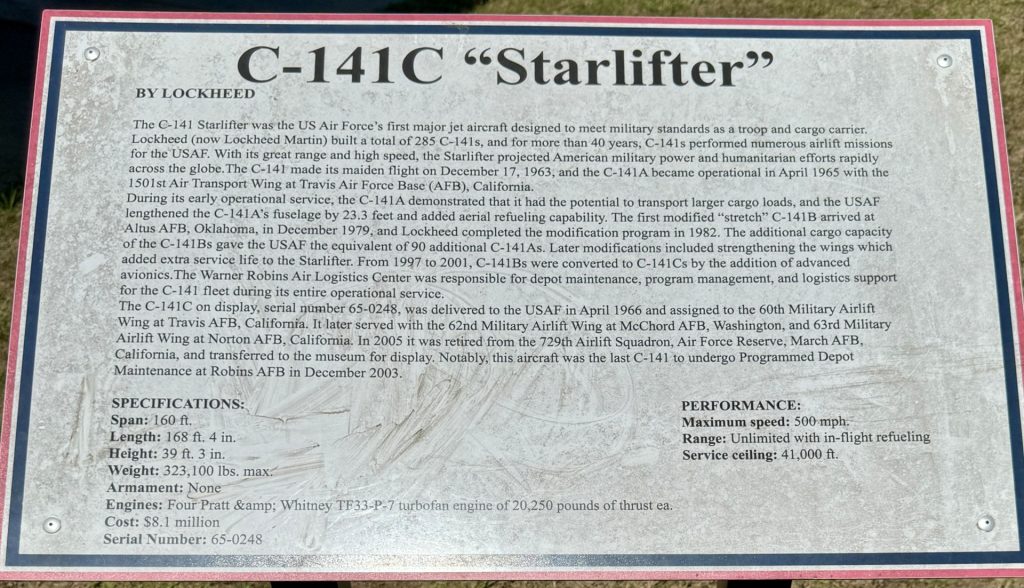 C-141C “Starlifter”
BY LOCKHEED
The C-141 Starlifter was the US Air Force’s first major jet aircraft designed to meet military standards as a troop and cargo carrier.
Lockheed (now Lockheed Martin) built a total of 285 C-141s, and for more than 40 years, C-141s performed numerous airlift missions
for the USAF. With its great range and high speed, the Starlifter projected American military power and humanitarian efforts rapidly
across the globe.The C-141 made its maiden flight on December 17, 1963, and the C-141A became operational in April 1965 with the
1501st Air Transport Wing at Travis Air Force Base (AFB), California.
During its early operational service, the C-141A demonstrated that it had the potential to transport larger cargo loads, and the USAF
lengthened the C-141A’s fuselage by 23.3 feet and added aerial refueling capability. The first modified “stretch” C-141B arrived at
Altus AFB, Oklahoma, in December 1979, and Lockheed completed the modification program in 1982. The additional cargo capacity
of the C-141Bs gave the USAF the equivalent of 90 additional C-141As. Later modifications included strengthening the wings which
added extra service life to the Starlifter. From 1997 to 2001, C-141Bs were converted to C-141Cs by the addition of advanced
avionics.The Warner Robins Air Logistics Center was responsible for depot maintenance, program management, and logistics support
for the C-141 fleet during its entire operational service.
The C-141C on display, serial number 65-0248, was delivered to the USAF in April 1966 and assigned to the 60th Military Airlift
Wing at Travis AFB, California. It later served with the 62nd Military Airlift Wing at McChord AFB, Washington, and 63rd Military
Airlift Wing at Norton AFB, California. In 2005 it was retired from the 729th Airlift Squadron, Air Force Reserve, March AFB,
California, and transferred to the museum for display. Notably, this aircraft was the last C-141 to undergo Programmed Depot
Maintenance at Robins AFB in December 2003.
SPECIFICATIONS:
Span: 160 ft.
Length: 168 ft. 4 in.
Height: 39 ft. 3 in.
Weight: 323,100 lbs. max.
Armament: None
Engines: Four Pratt &amp; Whitney TF33-P-7 turbofan engine of 20,250 pounds of thrust ea.
Cost: $8.1 million
Serial Number: 65-0248
PERFORMANCE:
Maximum speed: 500 mph.
Range: Unlimited with in-flight refueling
Service ceiling: 41,000 ft.